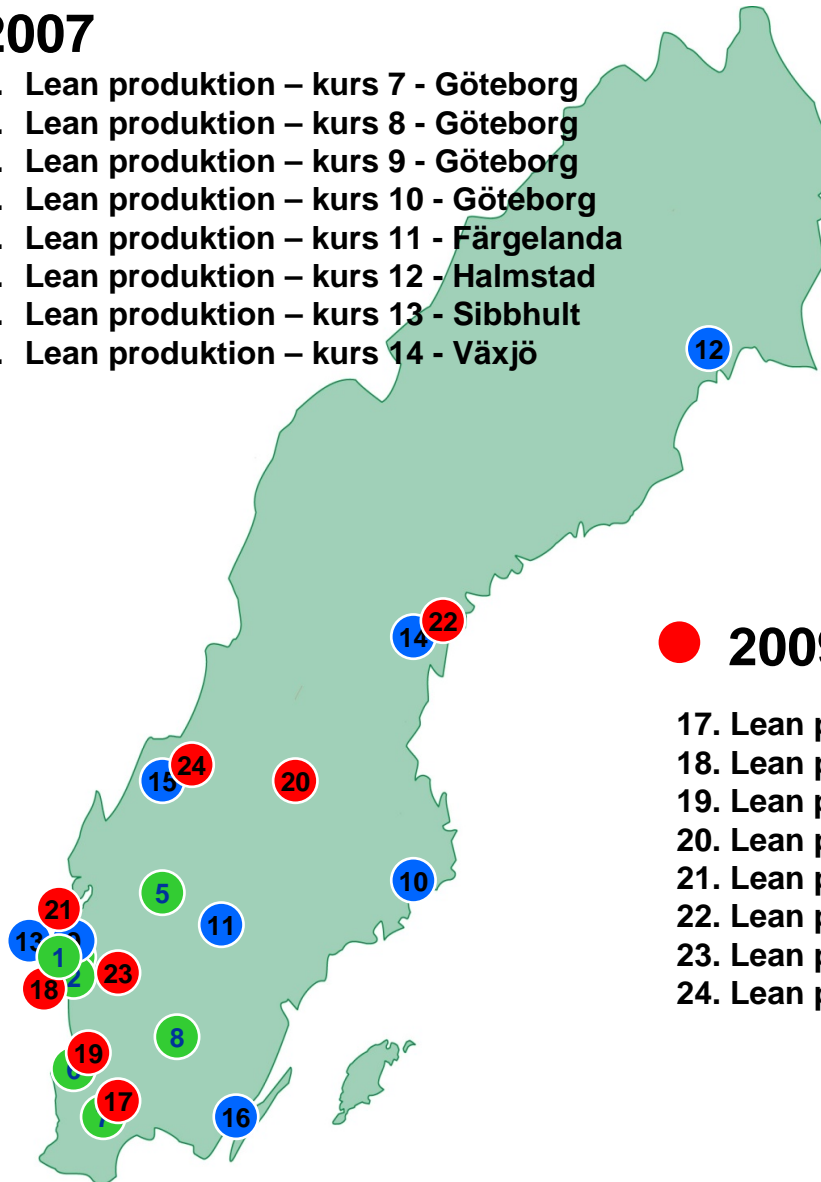 2007
. Lean produktion – kurs 7 - Göteborg
. Lean produktion – kurs 8 - Göteborg
. Lean produktion – kurs 9 - Göteborg
. Lean produktion – kurs 10 - Göteborg
. Lean produktion – kurs 11 - Färgelanda
. Lean produktion – kurs 12 - Halmstad
. Lean produktion – kurs 13 - Sibbhult
. Lean produktion – kurs 14 - Växjö
12
22
14
2009
17. Lean p
18. Lean p
19. Lean p
20. Lean p
21. Lean p
22. Lean p
23. Lean p
24. Lean p
24
15
20
5
10
21
11
13
9
1
2
23
18
8
19
6
17
7
16